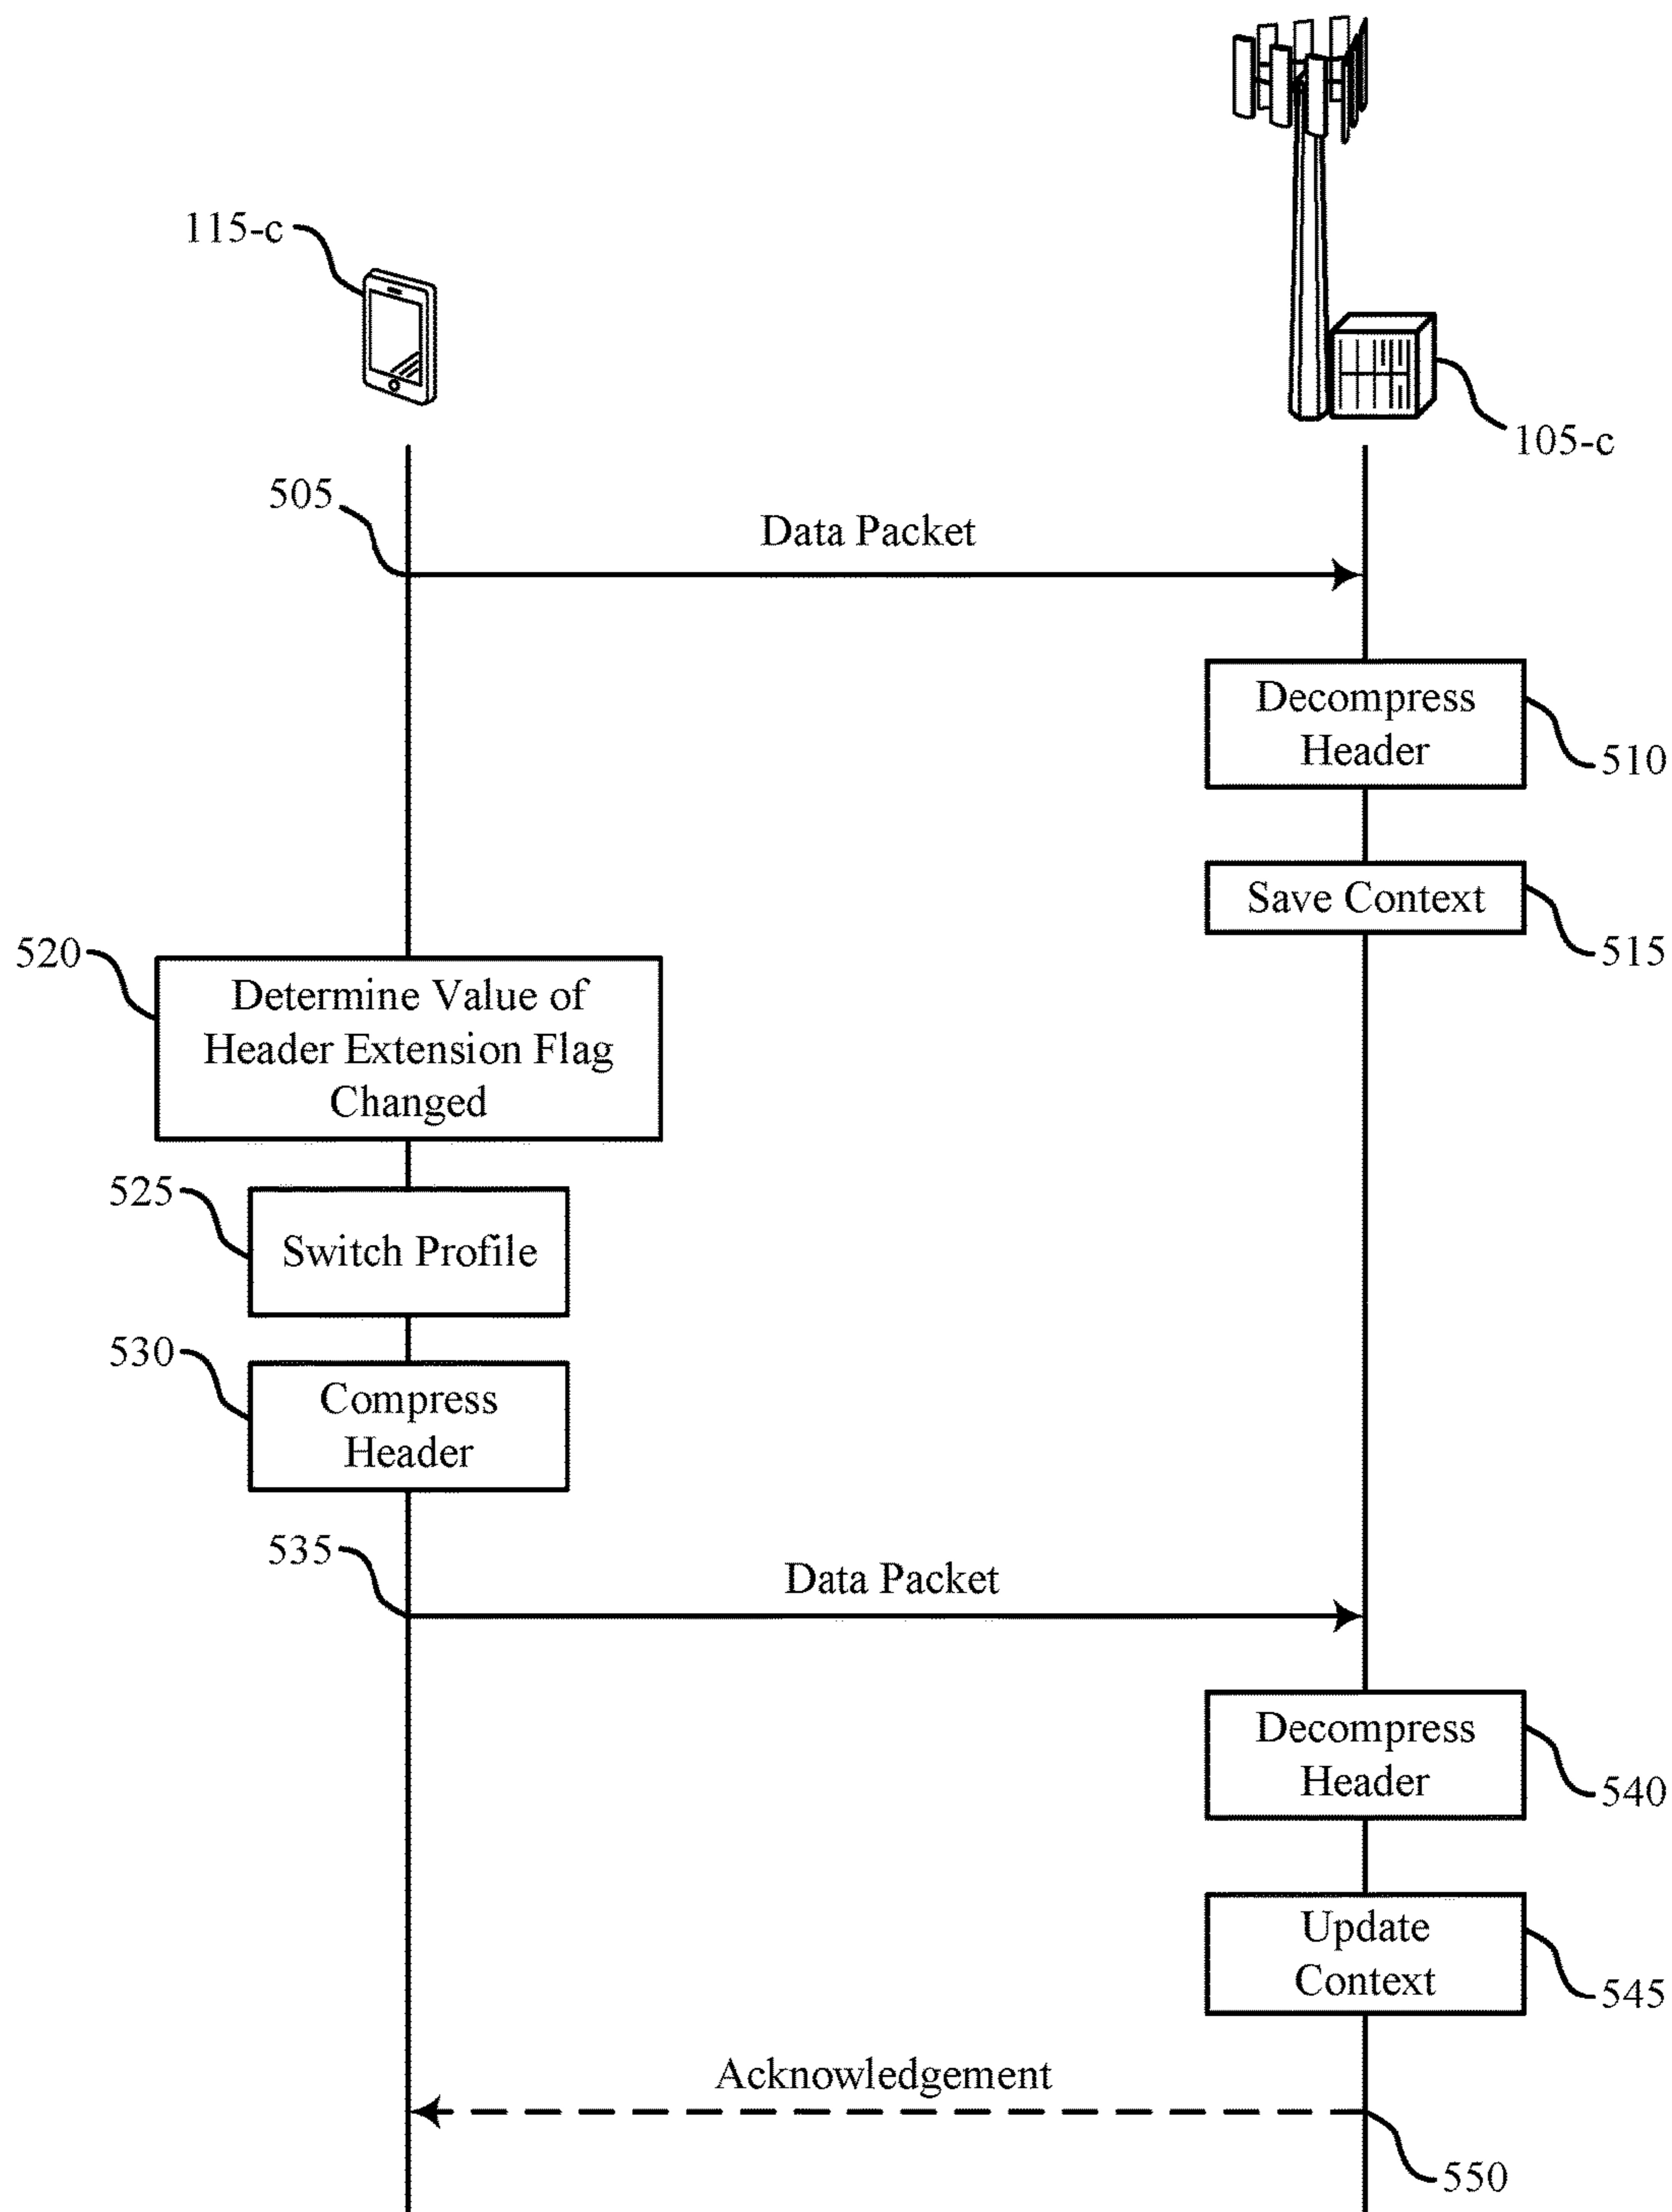 115-c
105-c
505
Data Packet
Decompress
Header
510
Save Context
515
520
Determine Value of
Header Extension Flag
Changed
525
Switch Profile
530
Compress
Header
535
Data Packet
Decompress
Header
540
Update
Context
545
Acknowledgement
550